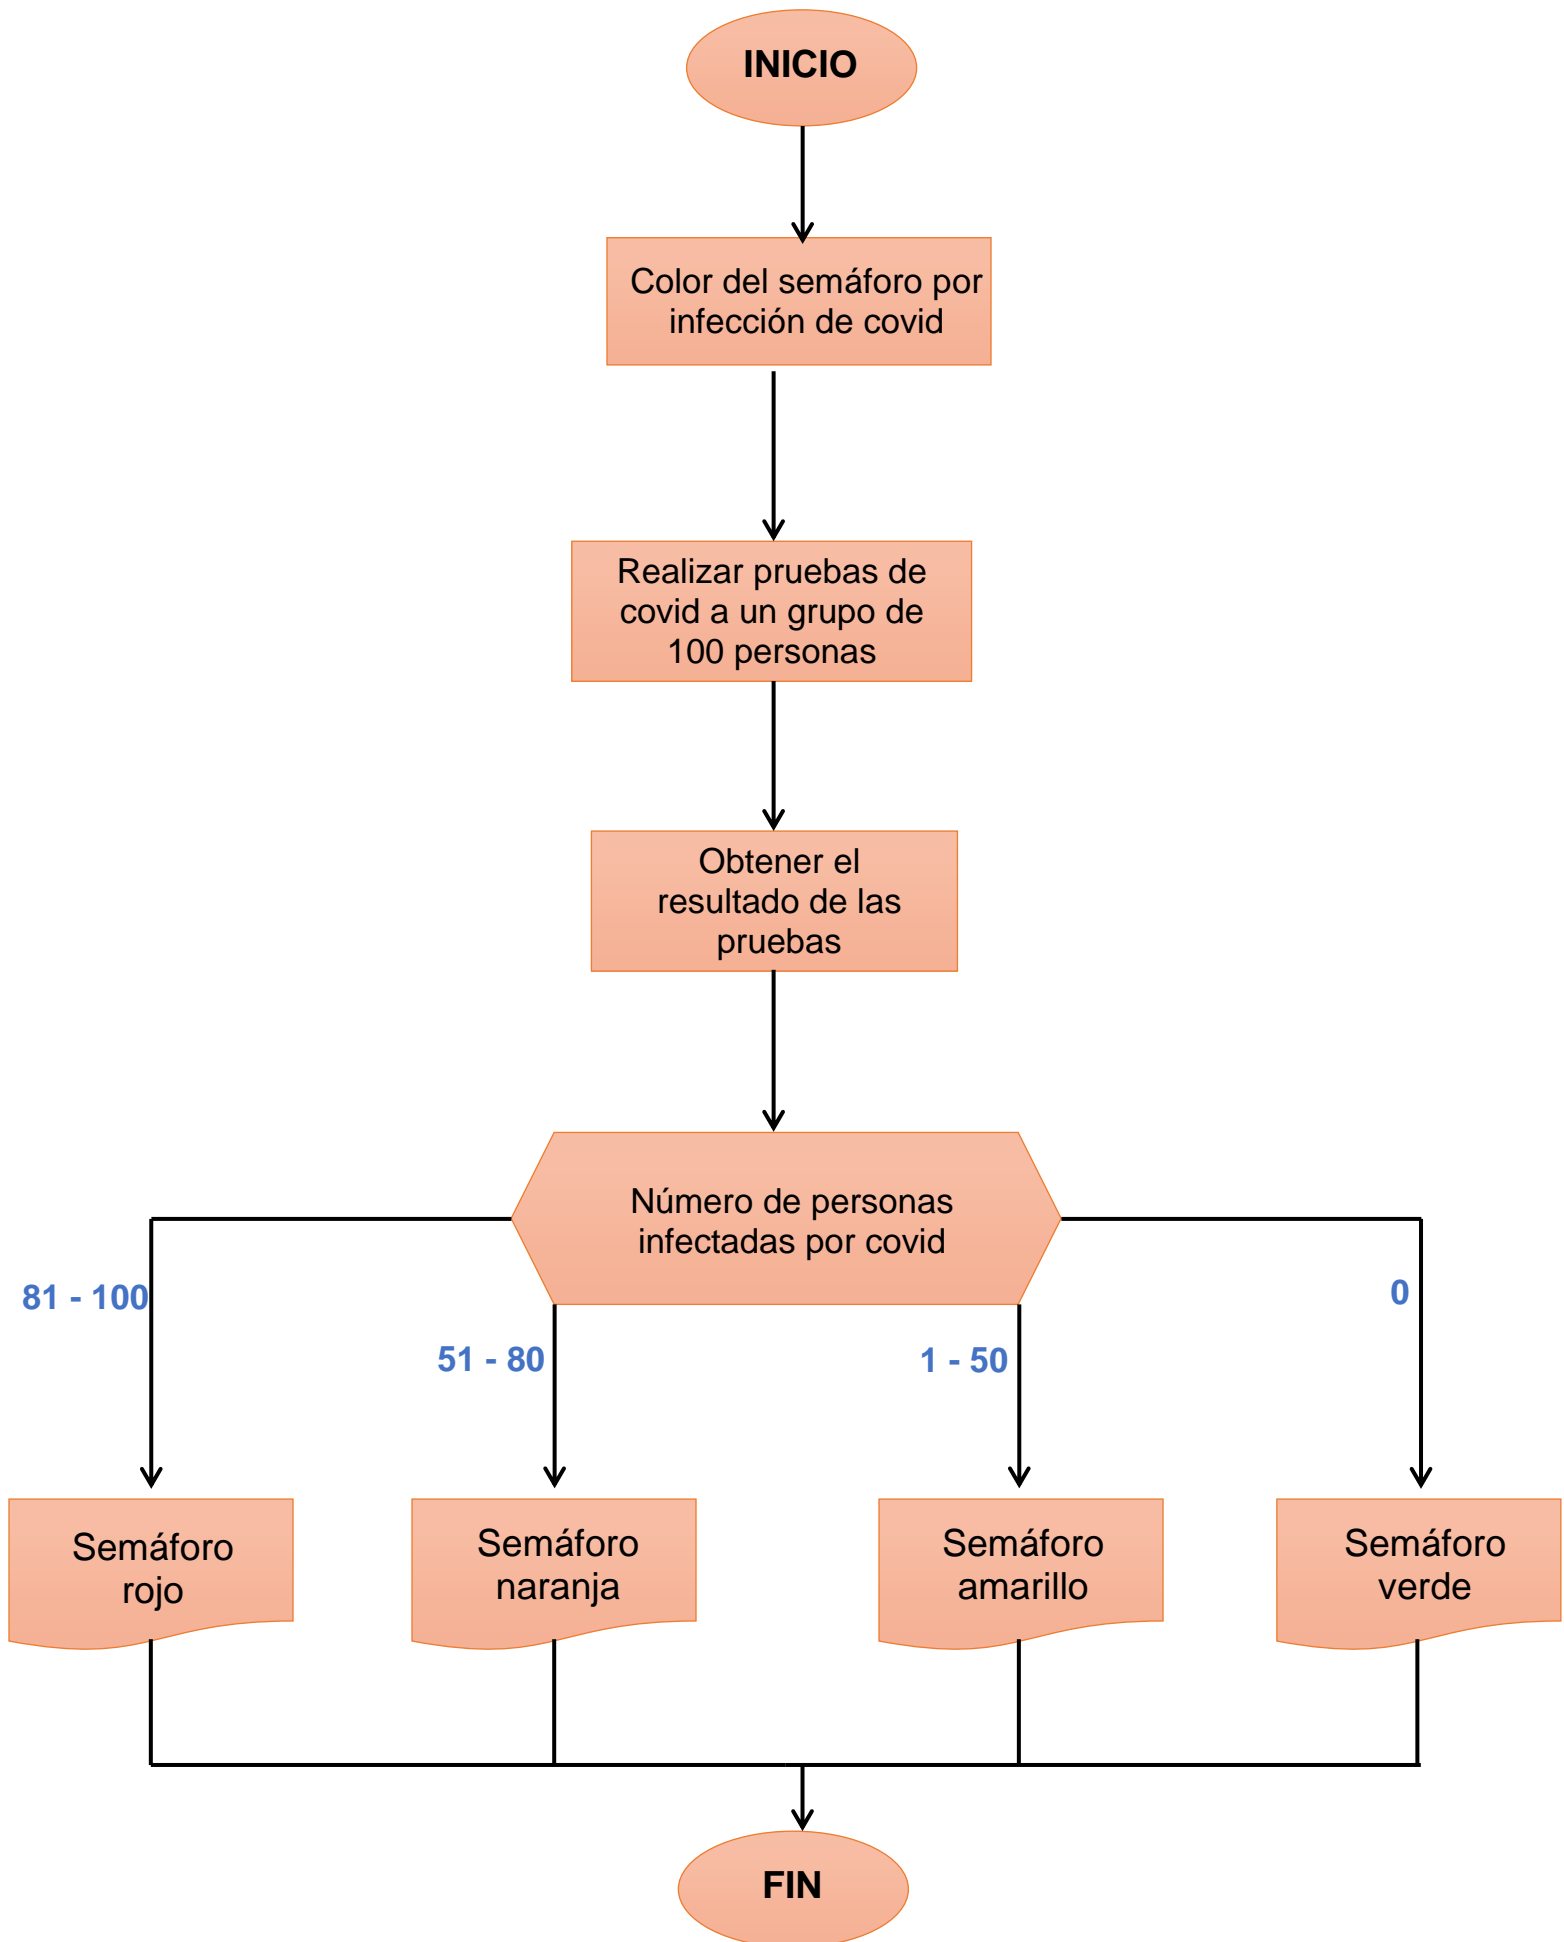 INICIO
Color del semáforo por
infección de covid
Realizar pruebas de
covid a un grupo de
100 personas
Obtener el
resultado de las
pruebas
Número de personas
infectadas por covid
81 - 100
51 - 80
1 - 50
0
Semáforo
rojo
Semáforo
naranja
Semáforo
amarillo
Semáforo
verde
FIN